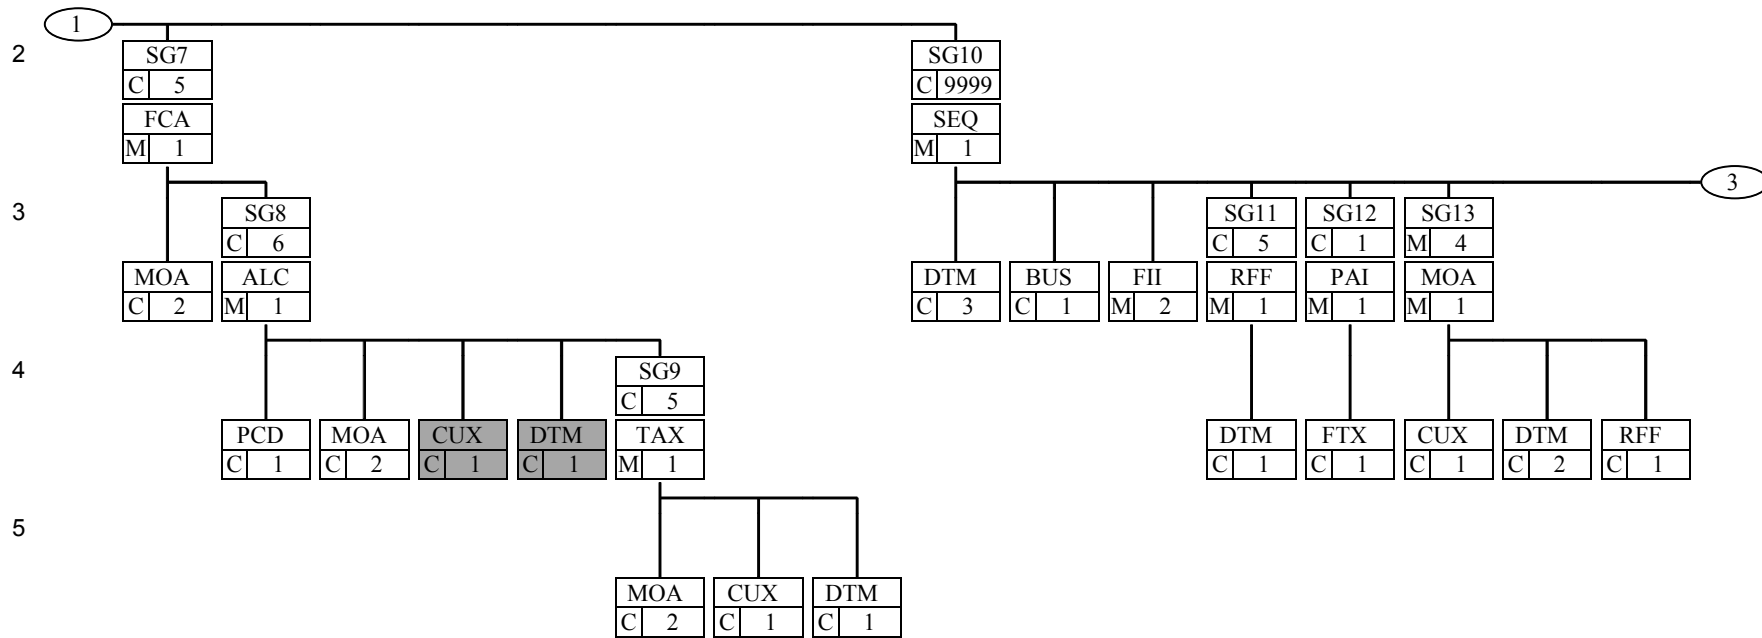 1
2 SG7 SG10
C 5 C 9999
FCA SEQ
M 1 M 1
3
3 SG8 SG11 SG12 SG13
C 6 C 5 C 1 M 4
MOA ALC DTM BUS FII RFF PAI MOA
C 2 M 1 C 3 C 1 M 2 M 1 M 1 M 1
4 SG9
C 5
PCD MOA CUX DTM TAX DTM FTX CUX DTM RFF
C 1 C 2 C 1 C 1 M 1 C 1 C 1 C 1 C 2 C 1
5
MOA CUX DTM
C 2 C 1 C 1